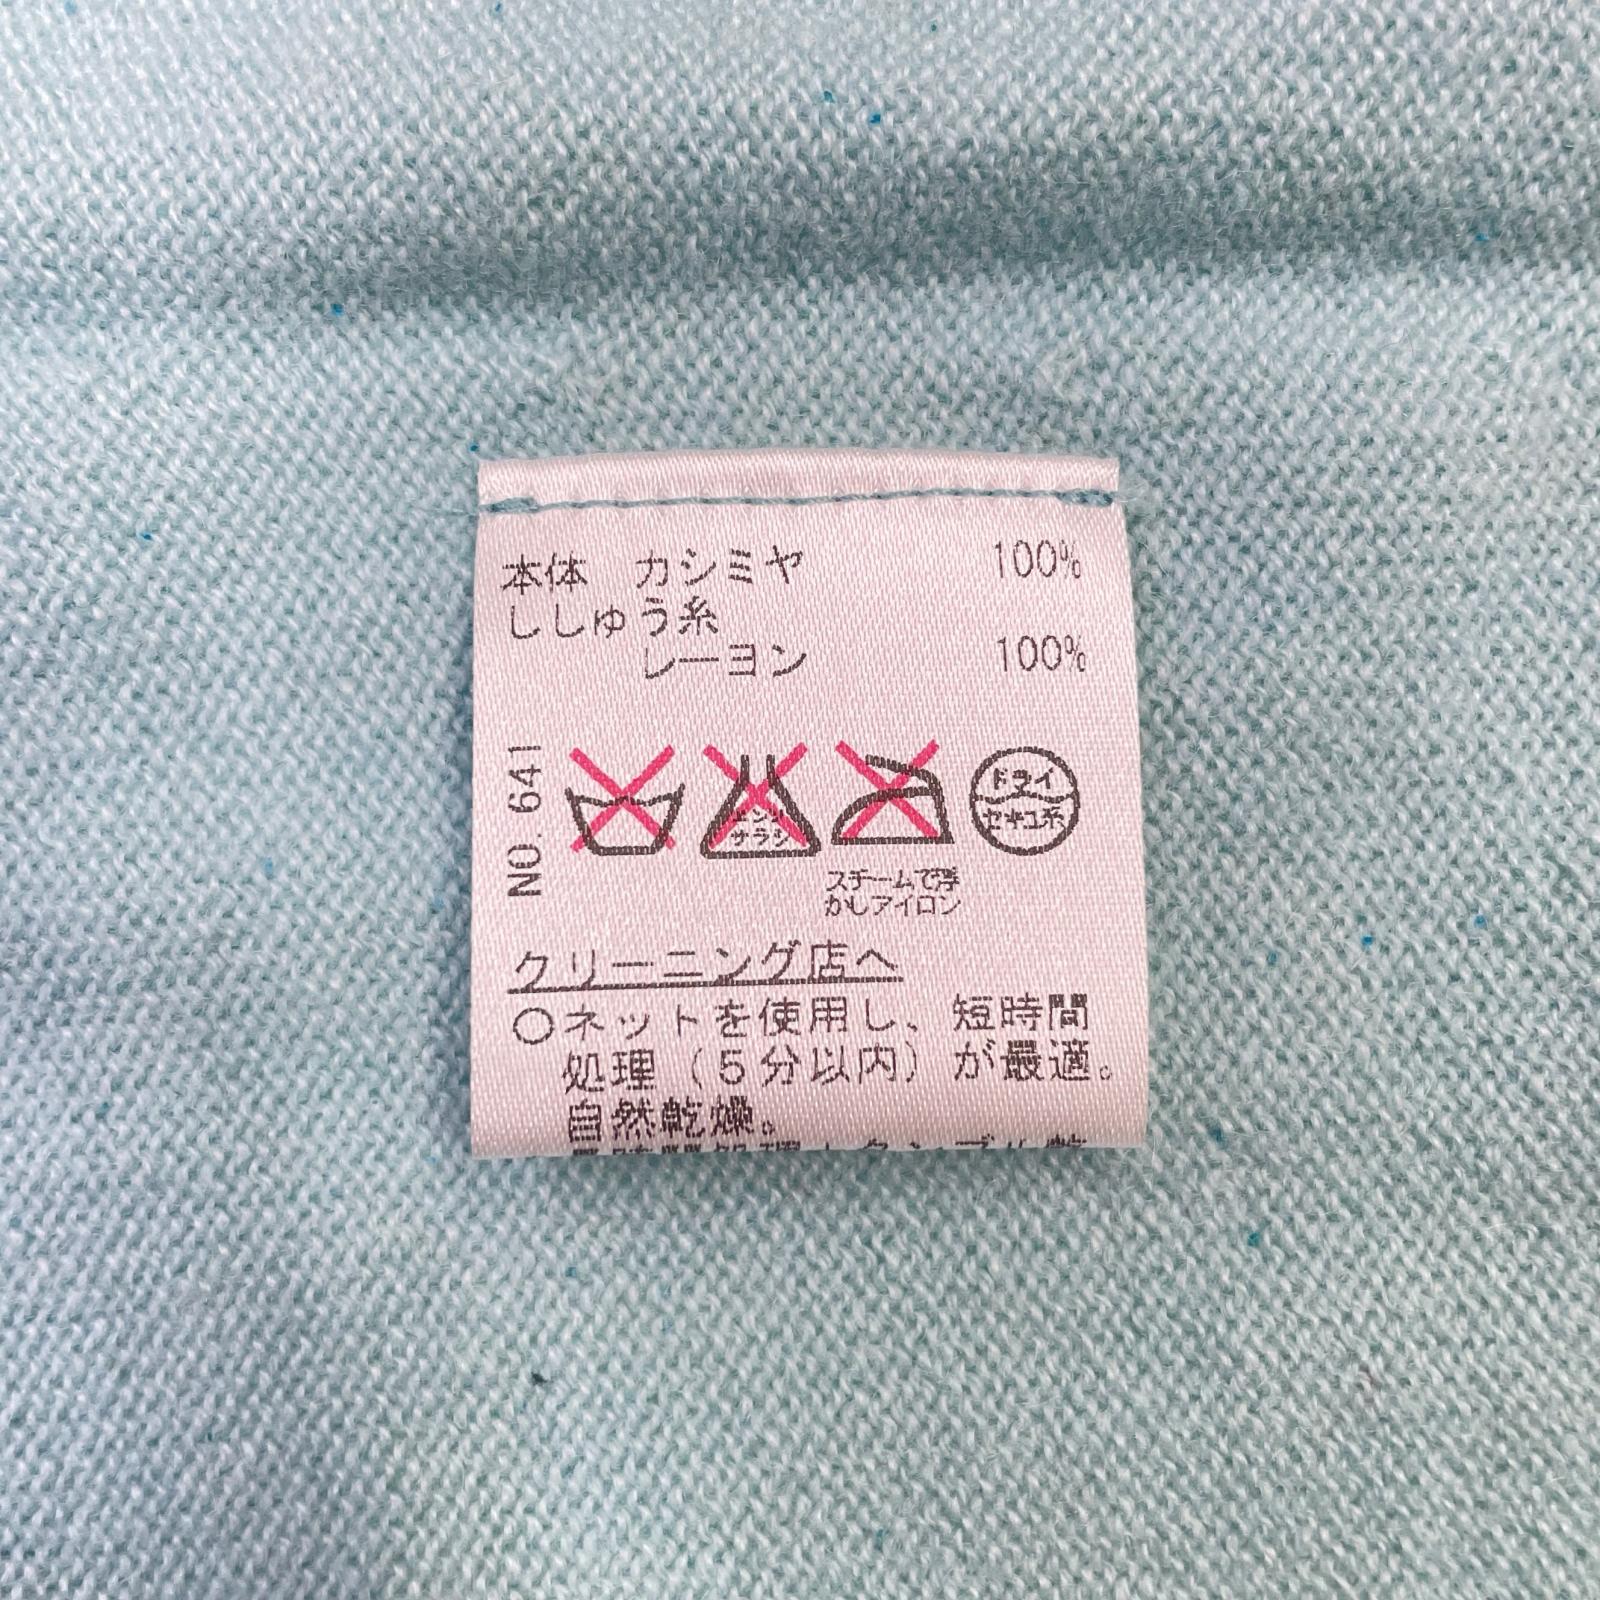 本体 カシミヤ 100%
ししゅう糸
レーヨン 100%
NO. 641
エンソ
サラシ
ドライ
セキユ系
スチームで浮
かしアイロン
クリーニング店へ
○ネットを使用し、短時間
処理(5分以内)が最適。
自然乾燥。